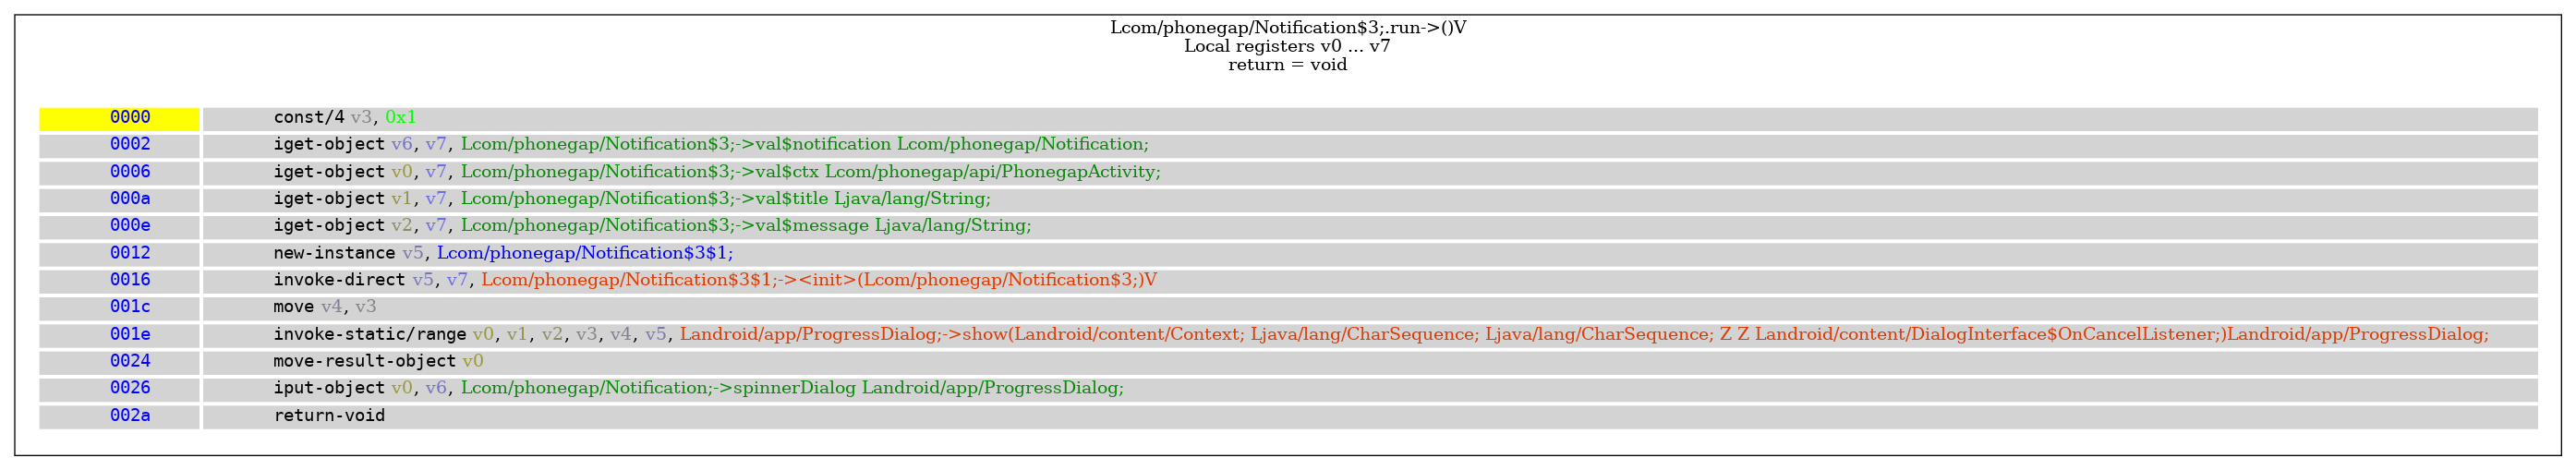 Lcom/phonegap/Notification$3;.run->()V
Local registers v0 ... v7
return = void
0000 const/4 v3, 0x1
0002 iget-object v6, v7, Lcom/phonegap/Notification$3;->val$notification Lcom/phonegap/Notification;
0006 iget-object v0, v7, Lcom/phonegap/Notification$3;->val$ctx Lcom/phonegap/api/PhonegapActivity;
000a iget-object v1, v7, Lcom/phonegap/Notification$3;->val$title Ljava/lang/String;
000e iget-object v2, v7, Lcom/phonegap/Notification$3;->val$message Ljava/lang/String;
0012 new-instance v5, Lcom/phonegap/Notification$3$1;
0016 invoke-direct v5, v7, Lcom/phonegap/Notification$3$1;-><init>(Lcom/phonegap/Notification$3;)V
001c move v4, v3
001e invoke-static/range v0, v1, v2, v3, v4, v5, Landroid/app/ProgressDialog;->show(Landroid/content/Context; Ljava/lang/CharSequence; Ljava/lang/CharSequence; Z Z Landroid/content/DialogInterface$OnCancelListener;)Landroid/app/ProgressDialog;
0024 move-result-object v0
0026 iput-object v0, v6, Lcom/phonegap/Notification;->spinnerDialog Landroid/app/ProgressDialog;
002a return-void